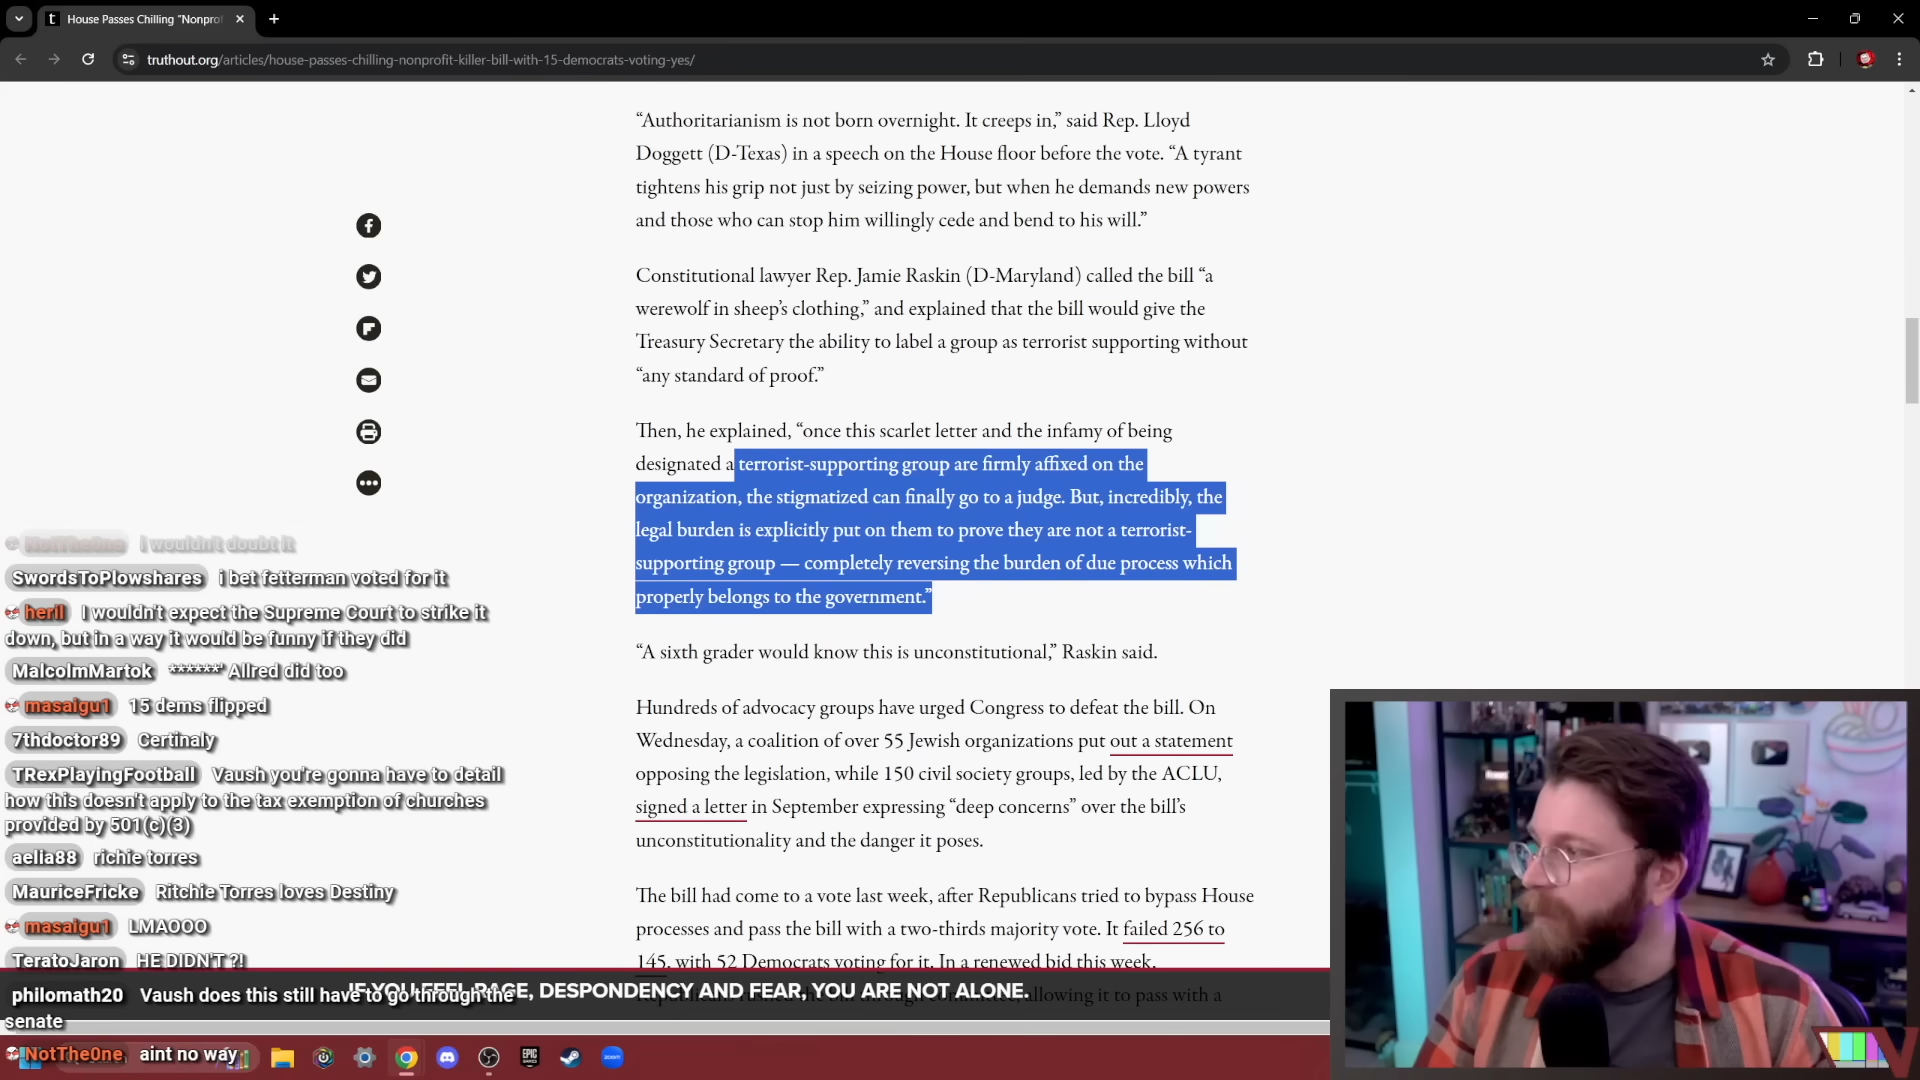 House Passes Chilling “Nonpro
truthout.org/articles/house-passes-chilling-nonprofit-killer-bill-with-15-democrats-voting-yes/
“Authoritarianism is not born overnight. It creeps in,” said Rep. Lloyd
Doggett (D-Texas) in a speech on the House floor before the vote. “A tyrant
tightens his grip not just by seizing power, but when he demands new powers
and those who can stop him willingly cede and bend to his will.”
Constitutional lawyer Rep. Jamie Raskin (D-Maryland) called the bill “a
werewolf in sheep’s clothing,” and explained that the bill would give the
Treasury Secretary the ability to label a group as terrorist supporting without
“any standard of proof.”
Then, he explained, “once this scarlet letter and the infamy of being
designated a terrorist-supporting group are firmly affixed on the
organization, the stigmatized can finally go to a judge. But, incredibly, the
legal burden is explicitly put on them to prove they are not a terrorist-
supporting group — completely reversing the burden of due process which
properly belongs to the government.”
“A sixth grader would know this is unconstitutional,” Raskin said.
Hundreds of advocacy groups have urged Congress to defeat the bill. On
Wednesday, a coalition of over 55 Jewish organizations put out a statement
opposing the legislation, while 150 civil society groups, led by the ACLU,
signed a letter in September expressing “deep concerns” over the bill’s
unconstitutionality and the danger it poses.
The bill had come to a vote last week, after Republicans tried to bypass House
processes and pass the bill with a two-thirds majority vote. It failed 256 to
145, with 52 Democrats voting for it. In a renewed bid this week,
Republicans rushed the bill through committee, allowing it to pass with a
NotTheOne I wouldn't doubt it
SwordsToPlowshares i bet fetterman voted for it
heril I wouldn't expect the Supreme Court to strike it
down, but in a way it would be funny if they did
MalcolmMartok ******* Allred did too
masaigu1 15 dems flipped
7thdoctor89 Certinaly
TRexPlayingFootball Vaush you're gonna have to detail
how this doesn't apply to the tax exemption of churches
provided by 501(c)(3)
aelia88 richie torres
MauriceFricke Ritchie Torres loves Destiny
masaigu1 LMAOOO
TeratoJaron HE DIDN'T ?!
philomath20 Vaush does this still have to go through the
senate
NotTheOne aint no way
IF YOU FEEL RAGE, DESPONDENCY AND FEAR, YOU ARE NOT ALONE.
EPIC
zoom